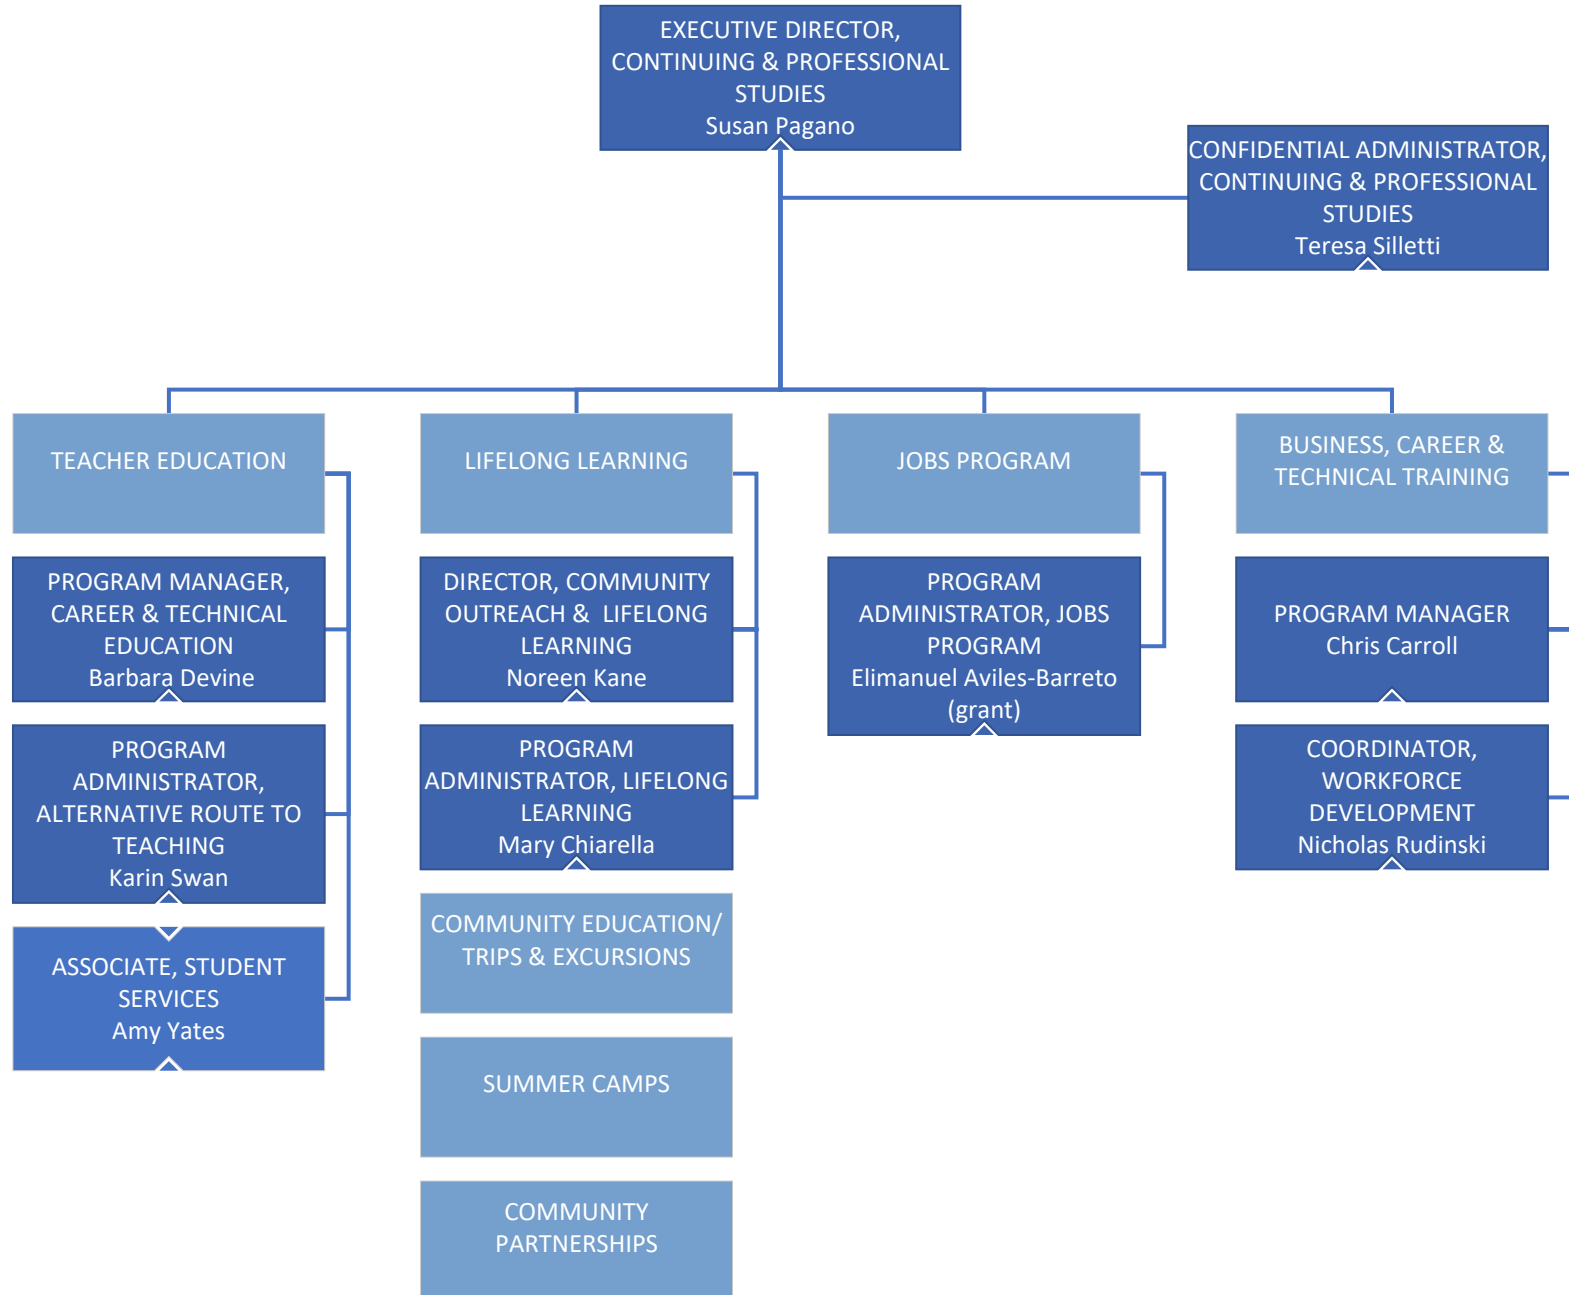 EXECUTIVE DIRECTOR,
CONTINUING & PROFESSIONAL
STUDIES
Susan Pagano
CONFIDENTIAL ADMINISTRATOR,
CONTINUING & PROFESSIONAL
STUDIES
Teresa Silletti
TEACHER EDUCATION
PROGRAM MANAGER,
CAREER & TECHNICAL
EDUCATION
Barbara Devine
PROGRAM
ADMINISTRATOR,
ALTERNATIVE ROUTE TO
TEACHING
Karin Swan
ASSOCIATE, STUDENT
SERVICES
Amy Yates
LIFELONG LEARNING
DIRECTOR, COMMUNITY
OUTREACH & LIFELONG
LEARNING
Noreen Kane
PROGRAM
ADMINISTRATOR, LIFELONG
LEARNING
Mary Chiarella
COMMUNITY EDUCATION/
TRIPS & EXCURSIONS
SUMMER CAMPS
COMMUNITY
PARTNERSHIPS
JOBS PROGRAM
PROGRAM
ADMINISTRATOR, JOBS
PROGRAM
Elimanuel Aviles-Barreto
(grant)
BUSINESS, CAREER &
TECHNICAL TRAINING
PROGRAM MANAGER
Chris Carroll
COORDINATOR,
WORKFORCE
DEVELOPMENT
Nicholas Rudinski